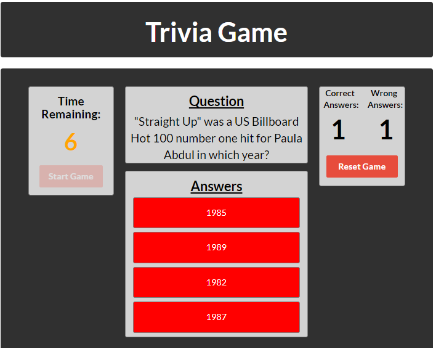 Trivia Game
Time
Remaining:
6
Start Game
Question
"Straight Up" was a US Billboard
Hot 100 number one hit for Paula
Abdul in which year?
Answers
1985
1989
1982
1987
Correct
Answers:
1
Wrong
Answers:
1
Reset Game